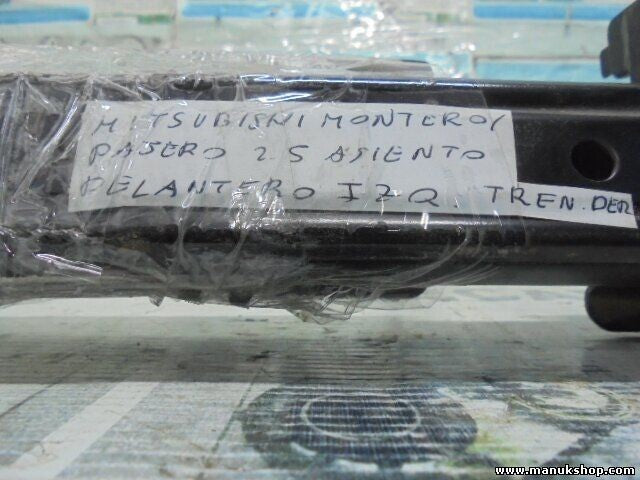 MITSUBISHI MONTERO/
PAJERO 2 5 ASIENTO
DELANTERO IZQ. TREN. DER
www.manukshop.com